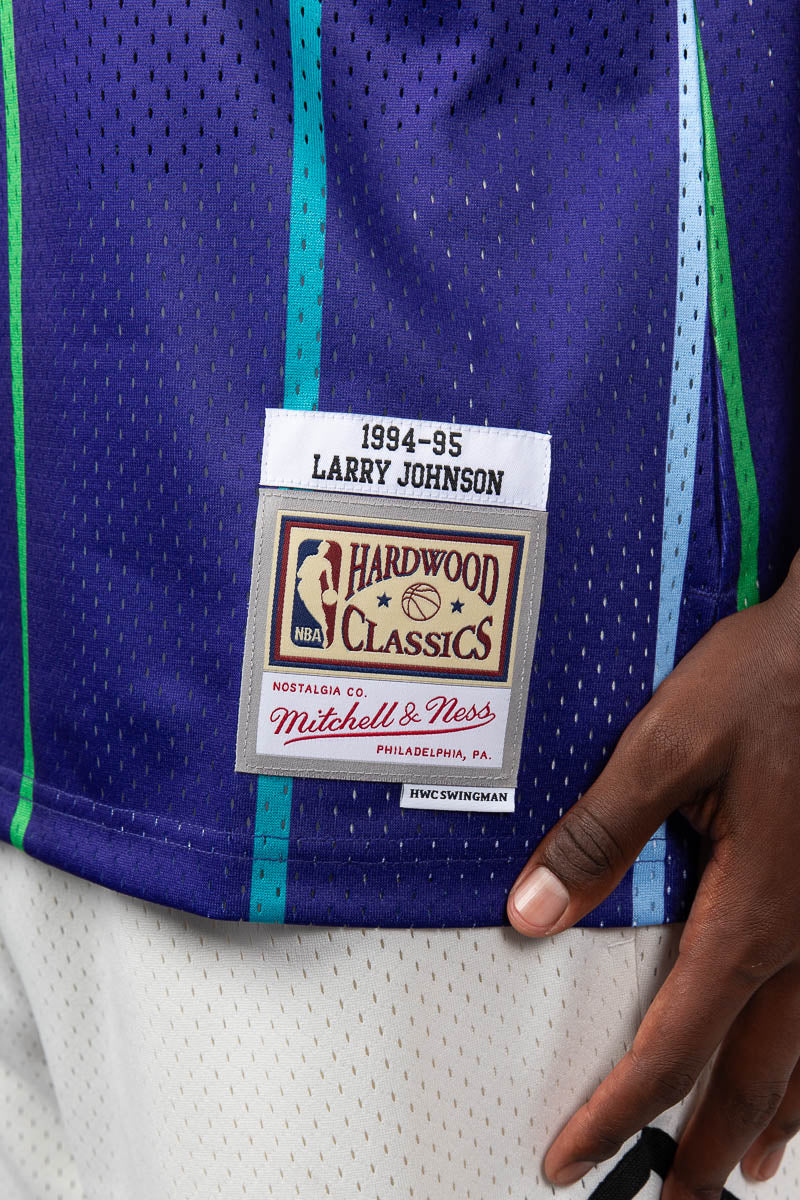 1994-95
LARRY JOHNSON
HARDWOOD
NBA
CLASSICS
NOSTALGIA CO.
Mitchell & Ness
PHILADELPHIA, PA.
HWC SWINGMAN